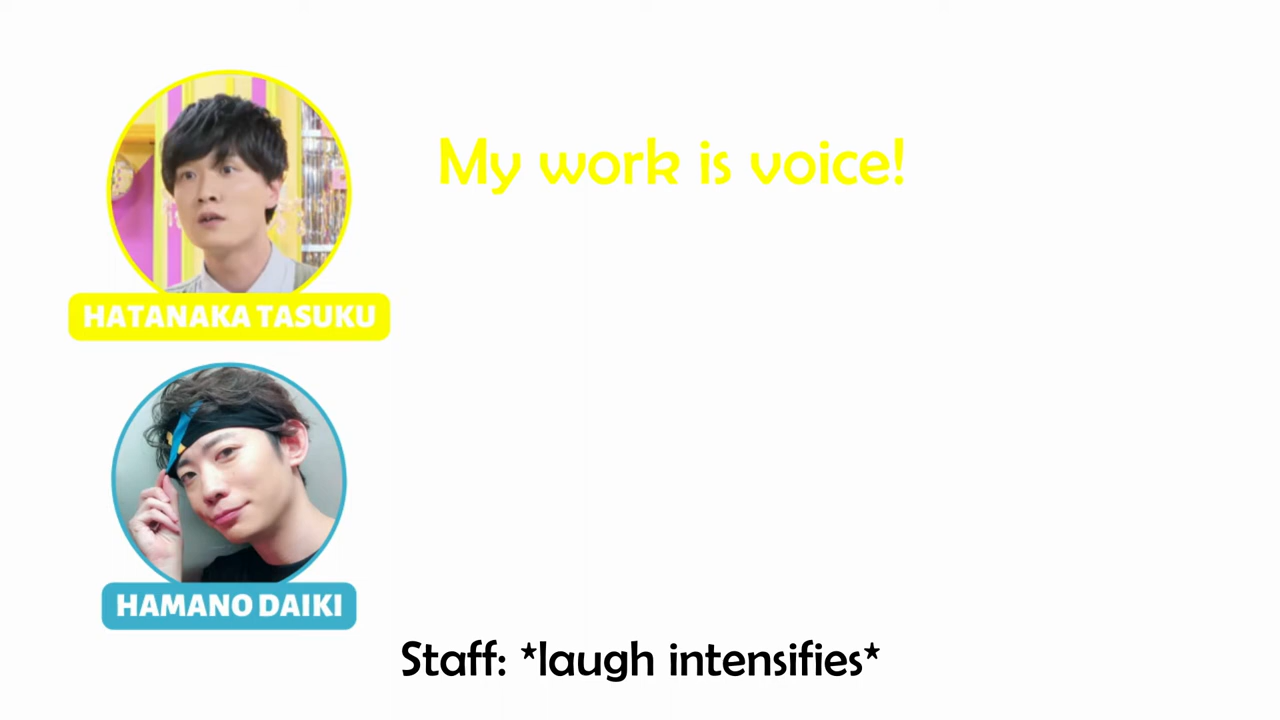 My work is voice!
HATANAKA TASUKU
HAMANO DAIKI
Staff: *laugh intensifies*